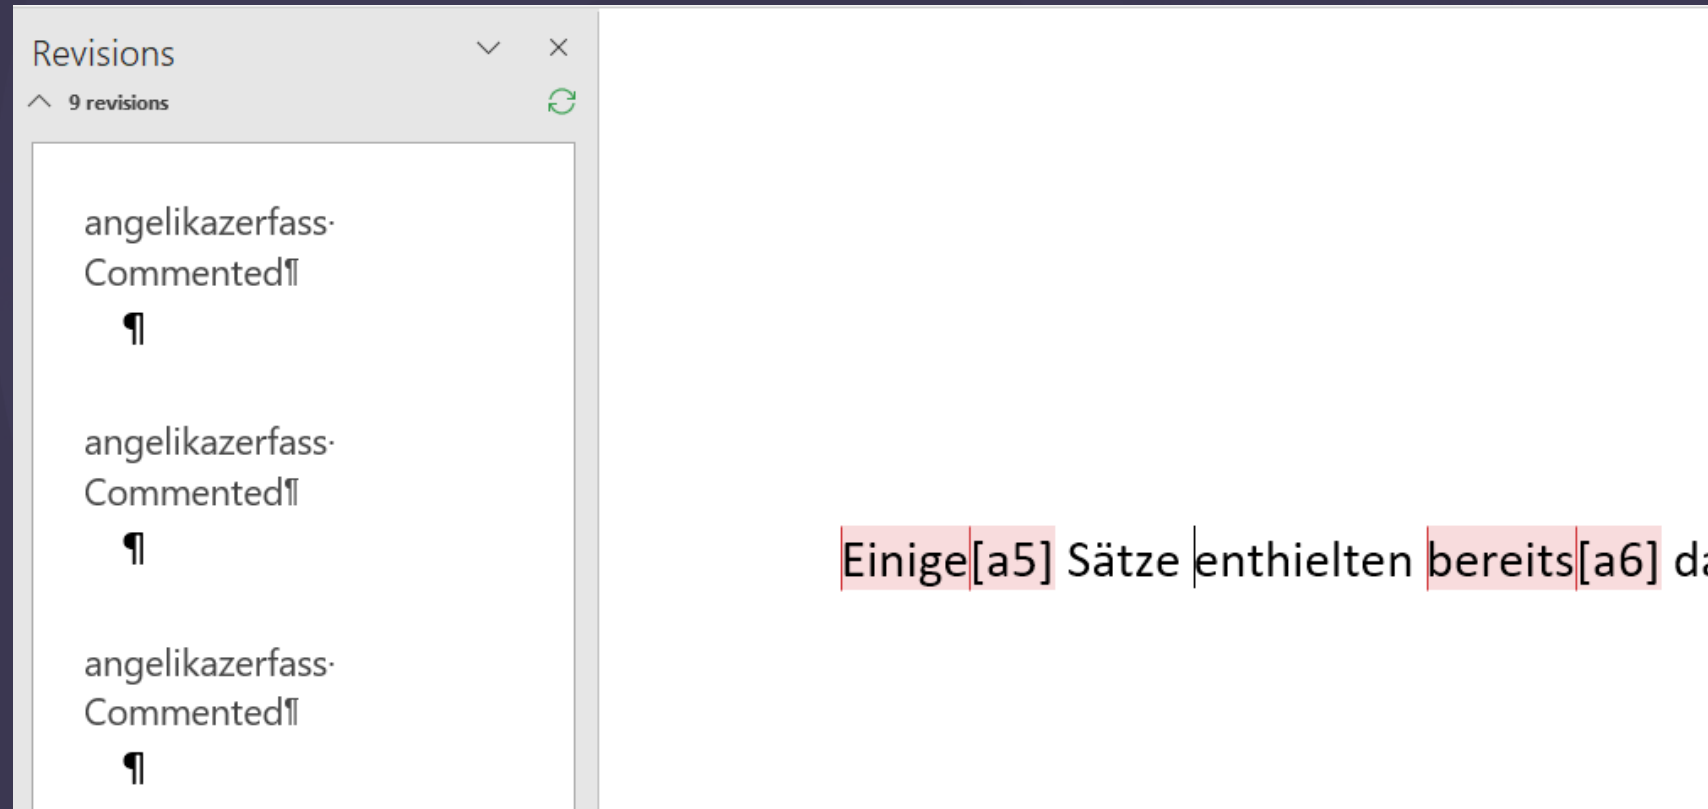 Revisions
9 revisions
angelikazerfass·
Commented¶
¶
angelikazerfass·
Commented¶
¶
angelikazerfass·
Commented¶
¶
Einige[a5] Sätze enthielten bereits[a6]